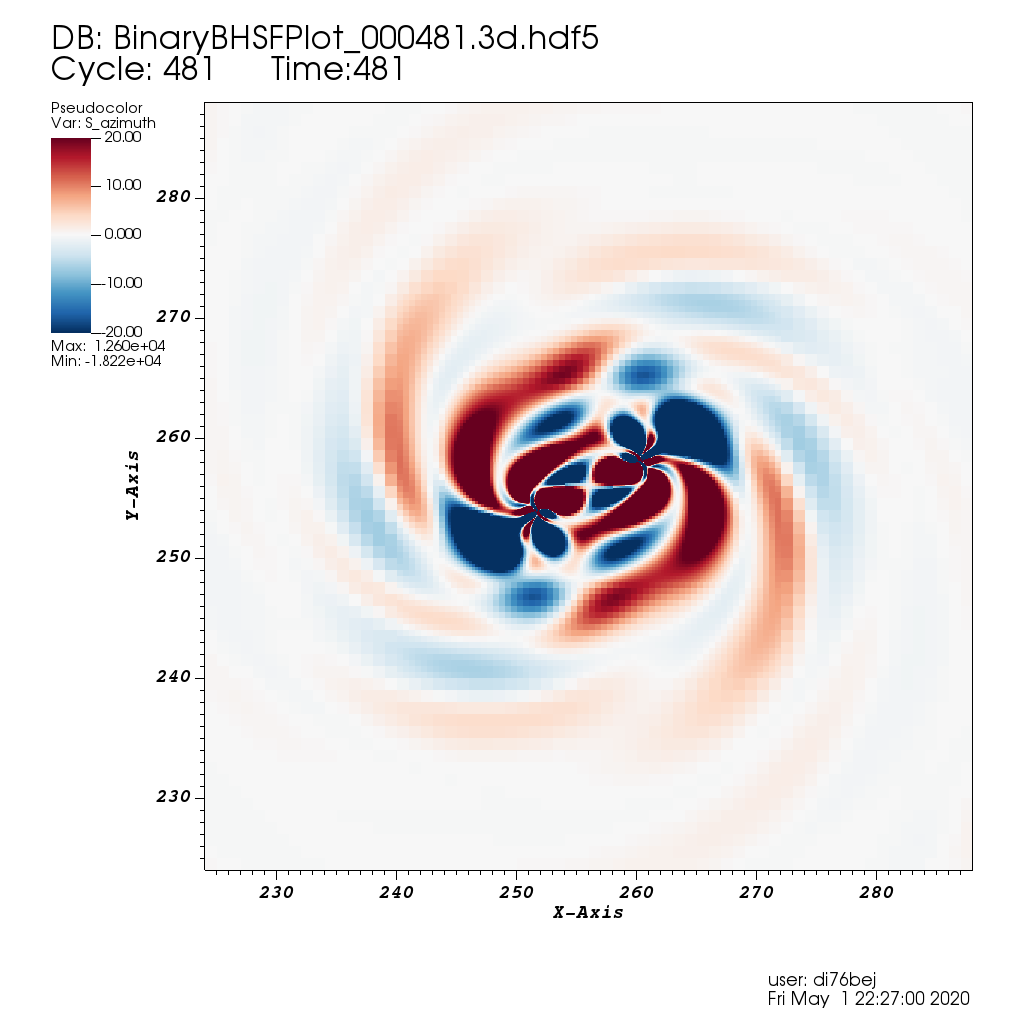 DB: BinaryBHSFPlot_000481.3d.hdf5
Cycle: 481 Time:481
Pseudocolor
Var: S_azimuth
20.00
10.00
0.000
-10.00
-20.00
Max: 1.260e+04
Min: -1.822e+04
280
270
260
250
240
230
Y-Axis
230 240 250 260 270 280
X-Axis
user: di76bej
Fri May 1 22:27:00 2020